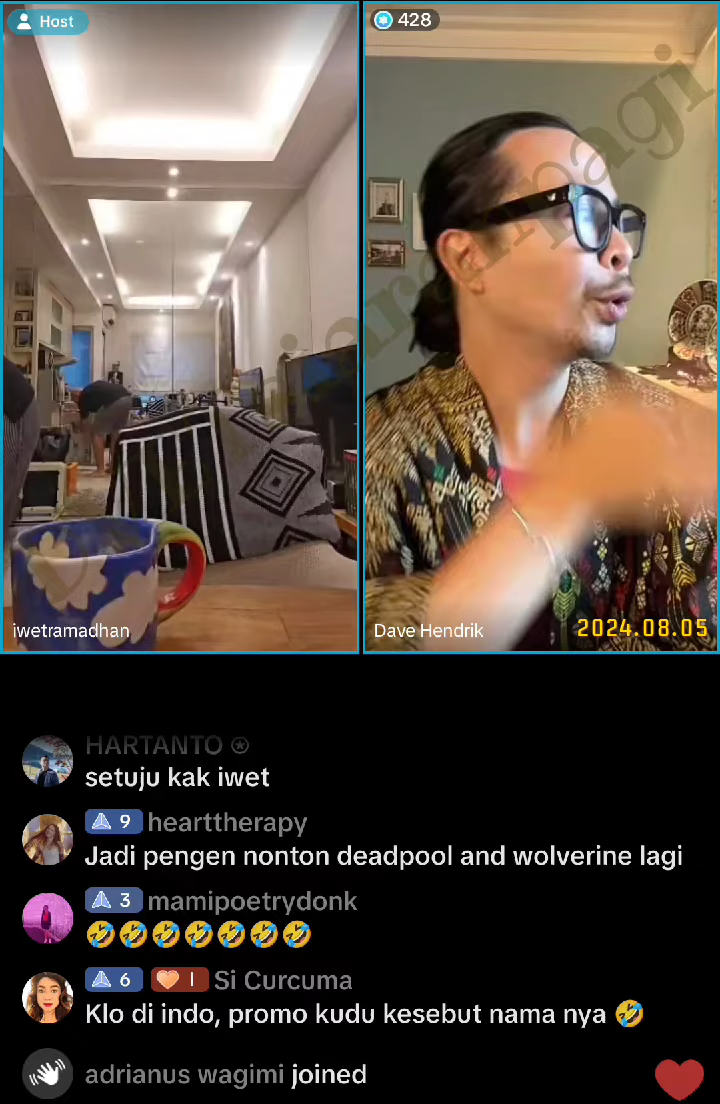 Host
428
iwetramadhan
Dave Hendrik
2024.08.05
HARTANTO
setuju kak iwet
9 hearttherapy
Jadi pengen nonton deadpool and wolverine lagi
3 mamipoetrydonk
🤣🤣🤣🤣🤣🤣🤣
6 I Si Curcuma
Klo di indo, promo kudu kesebut nama nya 🤣
adrianus wagimi joined